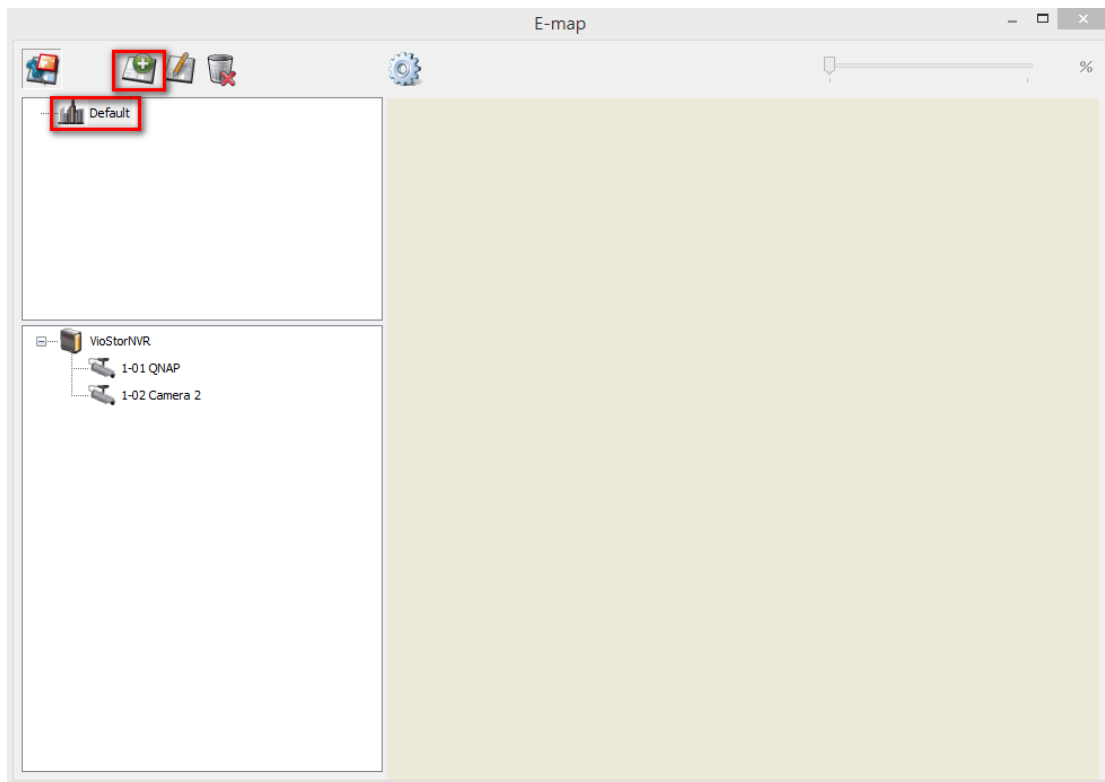 E-map
%
Default
VioStorNVR
1-01 QNAP
1-02 Camera 2